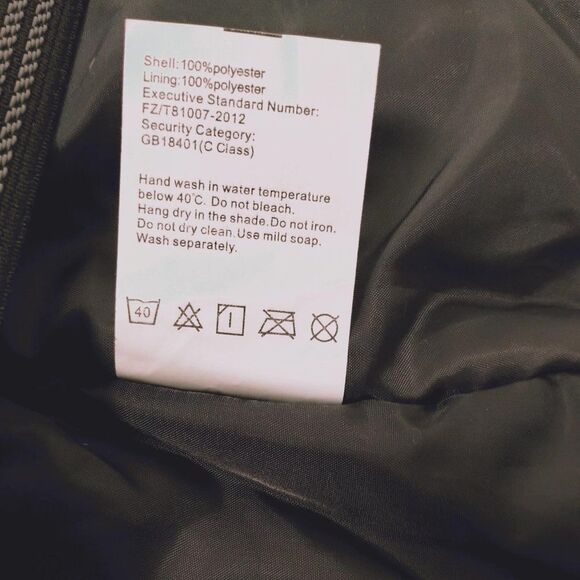 Shell:100%polyester
Lining:100%polyester
Executive Standard Number:
FZ/T81007-2012
Security Category:
GB18401(C Class)
Hand wash in water temperature
below 40°C. Do not bleach.
Hang dry in the shade.Do not iron.
Do not dry clean.Use mild soap.
Wash separately.
40